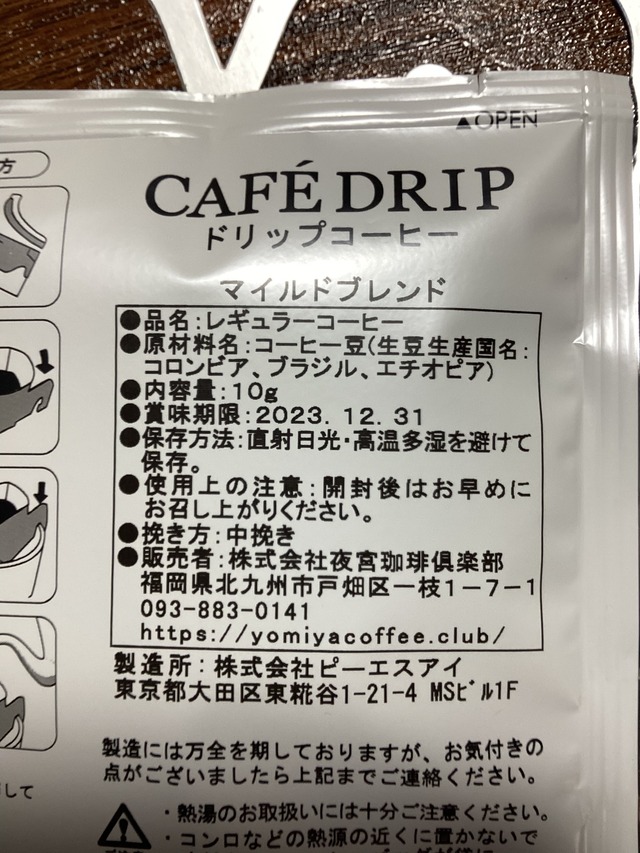 ▲OPEN
方
CAFÉ DRIP
ドリップコーヒー
マイルドブレンド
●品名:レギュラーコーヒー
●原材料名:コーヒー豆(生豆生産国名:
コロンビア、ブラジル、エチオピア)
●内容量:10g
●賞味期限:2023. 12. 31
●保存方法:直射日光・高温多湿を避けて
保存。
●使用上の注意:開封後はお早めに
お召し上がりください。
●挽き方:中挽き
●販売者:株式会社夜宮珈琲倶楽部
福岡県北九州市戸畑区一枝1-7-1
093-883-0141
https://yomiyacoffee.club/
製造所:株式会社ピーエスアイ
東京都大田区東糀谷1-21-4 MSビル1F
製造には万全を期しておりますが、お気付きの
点がございましたら上記までご連絡ください。
して
・熱湯のお取扱いには十分ご注意ください。
・コンロなどの熱源の近くに置かないで